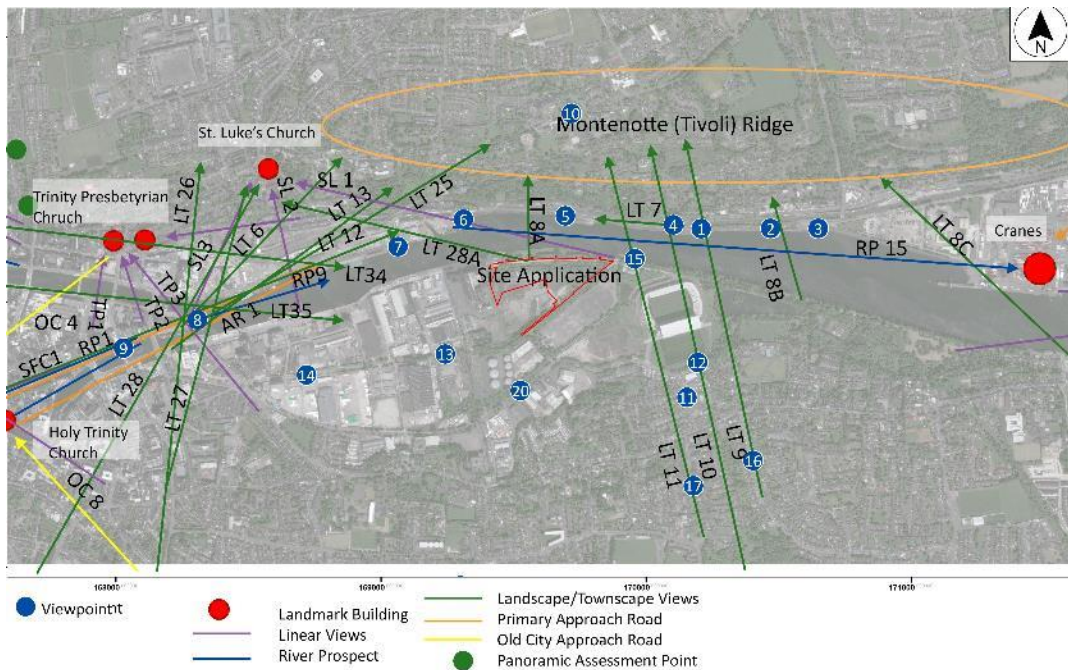 N
10
Montenotte (Tivoli) Ridge
St. Luke's Church
Trinity Presbetyrian
Chruch
LT 26
SL 2
SL 1
LT 13
LT 25
SL3
LT 6
LT 12
6
5
LT 7
4
1
2
3
RP 15
LT 8C
Cranes
7
LT 28A
LT 8A
15
LT 8B
Site Application
RP9
LT34
TP3
TP2
TP1
OC 4
8
AR 1
LT35
SFC1
RP1
9
LT 28
LT 27
14
13
20
12
11
Holy Trinity
Church
OC 8
LT 11
LT 10
LT 9
16
17
168000
169000
170000
171000
Viewpoint
Landmark Building
Linear Views
River Prospect
Landscape/Townscape Views
Primary Approach Road
Old City Approach Road
Panoramic Assessment Point